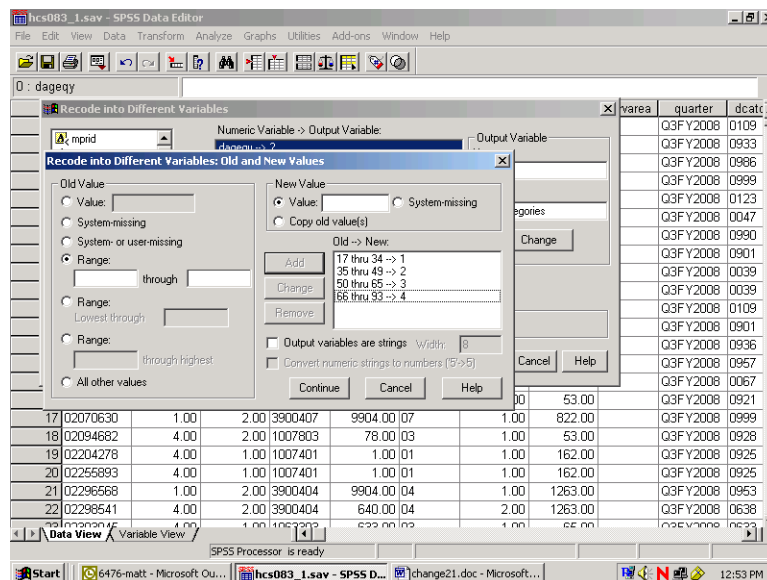 hcs083_1.sav - SPSS Data Editor
File Edit View Data Transform Analyze Graphs Utilities Add-ons Window Help
0 : dageqy
Recode into Different Variables
varea quarter dcatc
mprid
Numeric Variable -> Output Variable:
Output Variable
Q3FY2008 0109
Q3FY2008 0933
Recode into Different Variables: Old and New Values
Q3FY2008 0986
Old Value
New Value
Q3FY2008 0999
Value:
Value:
System-missing
Q3FY2008 0123
System-missing
Copy old value(s)
egories
Q3FY2008 0047
System- or user-missing
Old --> New:
Change
Q3FY2008 0990
Range:
Add
17 thru 34 --> 1
Q3FY2008 0901
through
35 thru 49 --> 2
Q3FY2008 0039
Change
50 thru 65 --> 3
Q3FY2008 0039
Range:
66 thru 93 --> 4
Lowest through
Remove
Q3FY2008 0109
Q3FY2008 0901
Range:
Output variables are strings Width: 8
Q3FY2008 0936
through highest
Convert numeric strings to numbers ('5'->5)
Cancel Help
Q3FY2008 0957
All other values
Continue Cancel Help
Q3FY2008 0067
53.00 Q3FY2008 0921
17 02070630 1.00 2.00 3900407 9904.00 07 1.00 822.00 Q3FY2008 0999
18 02094682 4.00 2.00 1007803 78.00 03 1.00 53.00 Q3FY2008 0928
19 02204278 4.00 1.00 1007401 1.00 01 1.00 162.00 Q3FY2008 0925
20 02255893 4.00 1.00 1007401 1.00 01 1.00 162.00 Q3FY2008 0925
21 02296568 1.00 2.00 3900404 9904.00 04 1.00 1263.00 Q3FY2008 0953
22 02298541 4.00 2.00 3900404 640.00 04 2.00 1263.00 Q3FY2008 0638
Data View Variable View
SPSS Processor is ready
Start 6476-matt - Microsoft Ou... hcs083_1.sav - SPSS D... change21.doc - Microsoft... 12:53 PM